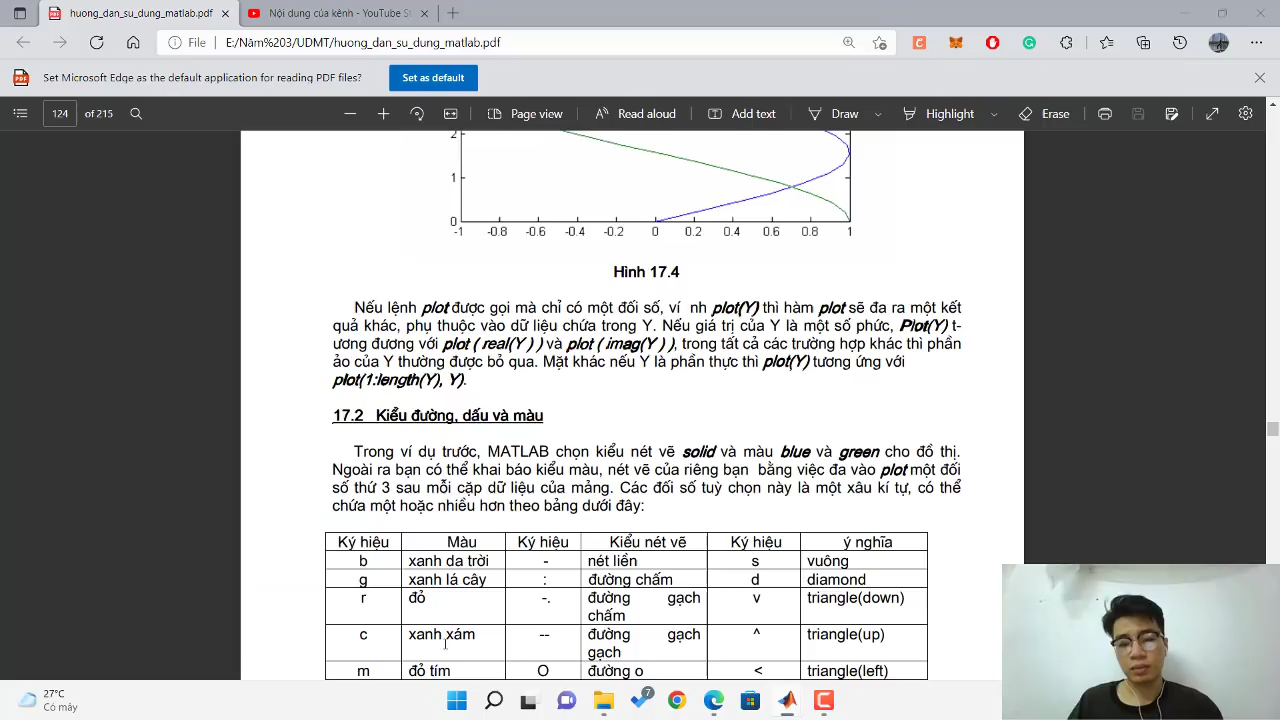 huong_dan_su_dung_matlab.pdf
Nội dung của kênh - YouTube St
File
E:/Năm%203/UDMT/huong_dan_su_dung_matlab.pdf
Set Microsoft Edge as the default application for reading PDF files?
Set as default
124 of 215
Page view
Read aloud
Add text
Draw
Highlight
Erase
2
1
0
-1 -0.8 -0.6 -0.4 -0.2 0 0.2 0.4 0.6 0.8 1
Hình 17.4
Nếu lệnh plot được gọi mà chỉ có một đối số, ví nh plot(Y) thì hàm plot sẽ đa ra một kết
quả khác, phụ thuộc vào dữ liệu chứa trong Y. Nếu giá trị của Y là một số phức, Plot(Y) t-
ương đương với plot ( real(Y ) ) và plot ( imag(Y ) ), trong tất cả các trường hợp khác thì phần
ảo của Y thường được bỏ qua. Mặt khác nếu Y là phần thực thì plot(Y) tương ứng với
plot(1:length(Y), Y).
17.2 Kiểu đường, dấu và màu
Trong ví dụ trước, MATLAB chọn kiểu nét vẽ solid và màu blue và green cho đồ thị.
Ngoài ra bạn có thể khai báo kiểu màu, nét vẽ của riêng bạn bằng việc đa vào plot một đối
số thứ 3 sau mỗi cặp dữ liệu của mảng. Các đối số tuỳ chọn này là một xâu kí tự, có thể
chứa một hoặc nhiều hơn theo bảng dưới đây:
Ký hiệu Màu Ký hiệu Kiểu nét vẽ Ký hiệu ý nghĩa
b xanh da trời - nét liền s vuông
g xanh lá cây : đường chấm d diamond
r đỏ -. đường gạch v triangle(down)
chấm
c xanh xám -- đường gạch ^ triangle(up)
gạch
m đỏ tím O đường o < triangle(left)
27°C
Có mây
7